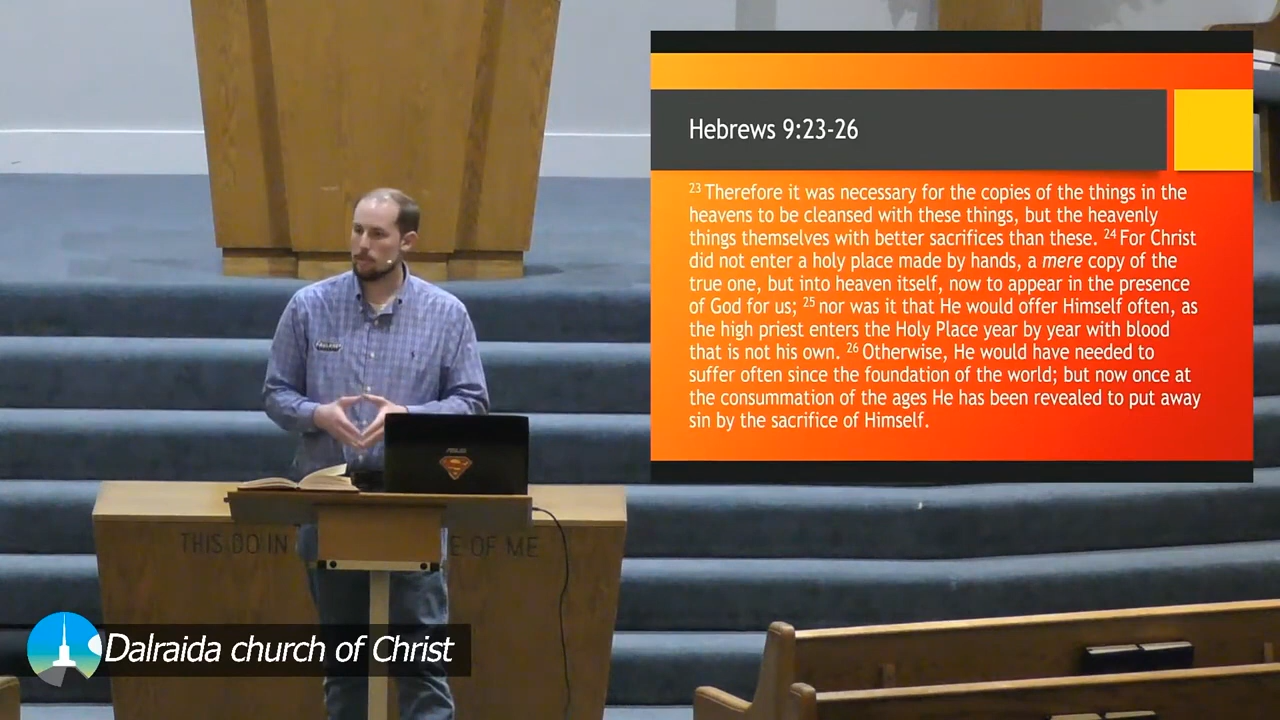 Hebrews 9:23-26
23 Therefore it was necessary for the copies of the things in the
heavens to be cleansed with these things, but the heavenly
things themselves with better sacrifices than these. 24 For Christ
did not enter a holy place made by hands, a mere copy of the
true one, but into heaven itself, now to appear in the presence
of God for us; 25 nor was it that He would offer Himself often, as
the high priest enters the Holy Place year by year with blood
that is not his own. 26 Otherwise, He would have needed to
suffer often since the foundation of the world; but now once at
the consummation of the ages He has been revealed to put away
sin by the sacrifice of Himself.
ASUS
THIS DO IN E OF ME
Dalraida church of Christ